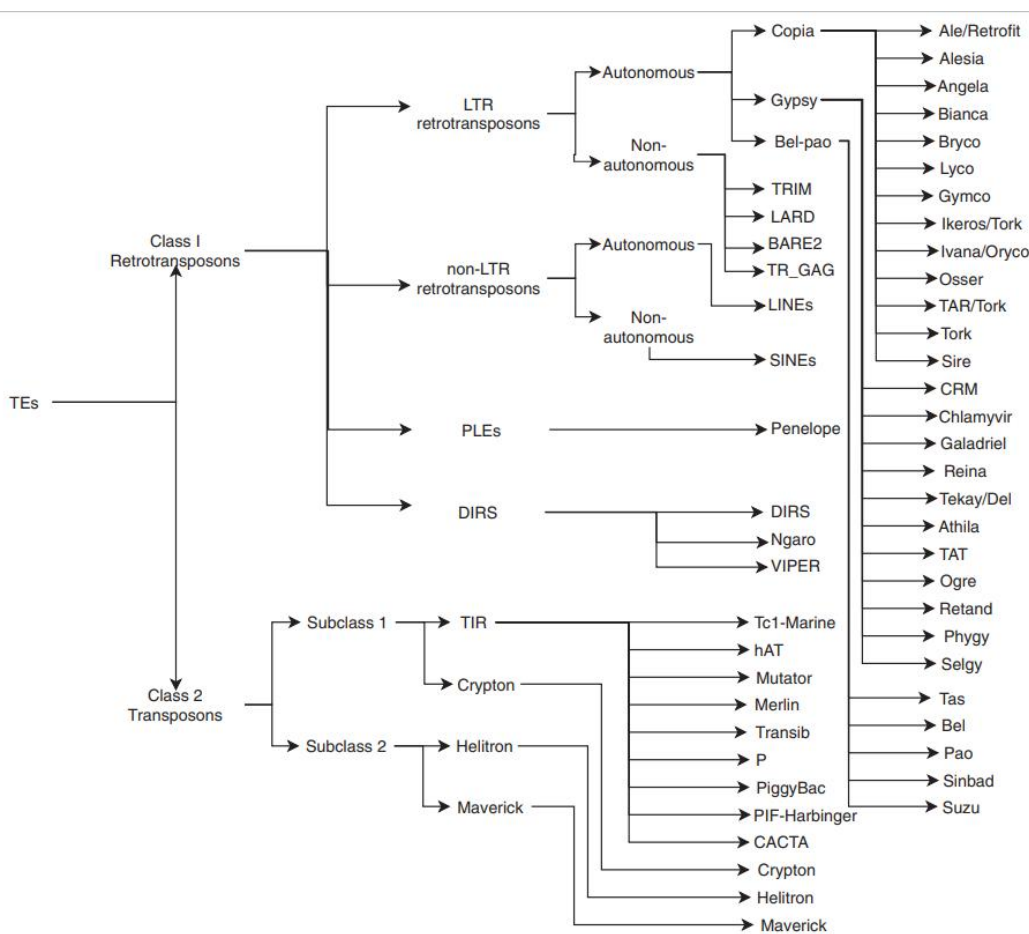 TEs
Class I
Retrotransposons
Class 2
Transposons
LTR
retrotransposons
non-LTR
retrotransposons
PLEs
DIRS
Subclass 1
Subclass 2
TIR
Crypton
Helitron
Maverick
Autonomous
Non-
autonomous
Autonomous
Non-
autonomous
Copia
Gypsy
Bel-pao
TRIM
LARD
BARE2
TR_GAG
LINEs
SINEs
Penelope
DIRS
Ngaro
VIPER
Tc1-Marine
hAT
Mutator
Merlin
Transib
P
PiggyBac
PIF-Harbinger
CACTA
Crypton
Helitron
Maverick
Ale/Retrofit
Alesia
Angela
Bianca
Bryco
Lyco
Gymco
Ikeros/Tork
Ivana/Oryco
Osser
TAR/Tork
Tork
Sire
CRM
Chlamyvir
Galadriel
Reina
Tekay/Del
Athila
TAT
Ogre
Retand
Phygy
Selgy
Tas
Bel
Pao
Sinbad
Suzu